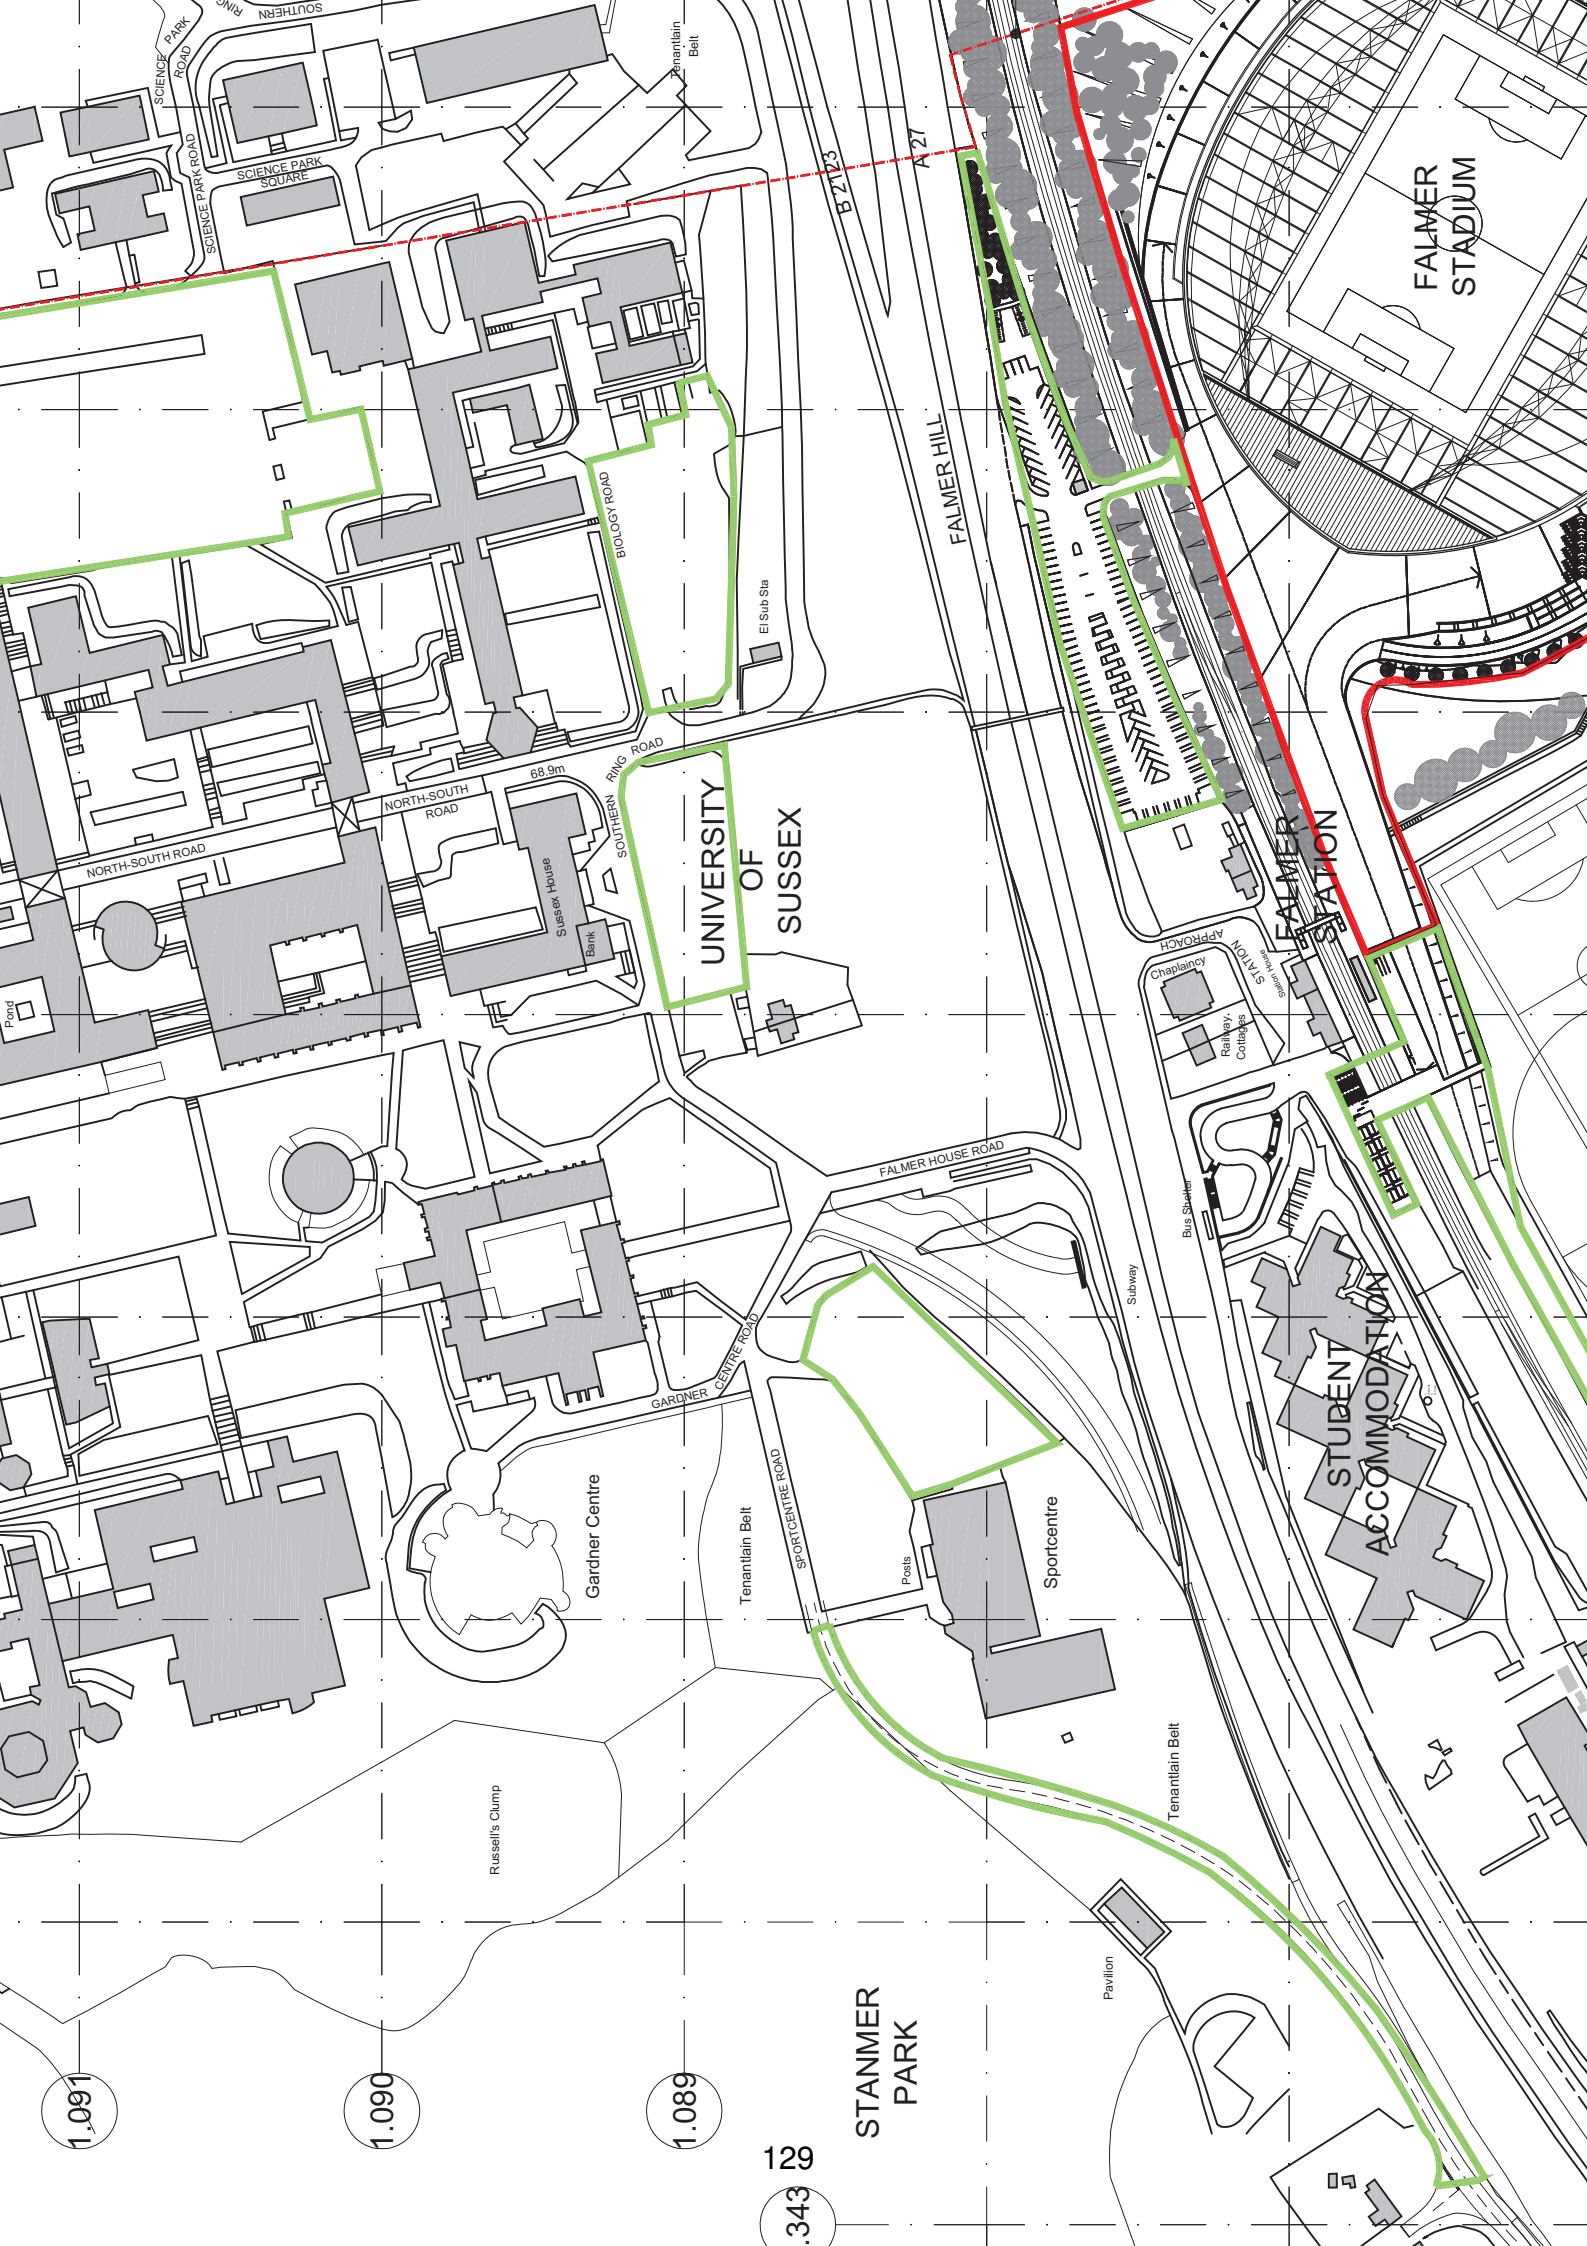 SOUTHERN
RING
SCIENCE PARK
ROAD
Tenantlain
Belt
SCIENCE PARK ROAD
SCIENCE PARK
SQUARE
SCIENCE PARK ROAD
B 2123
A 27
FALMER
STADIUM
FALMER HILL
BIOLOGY ROAD
El Sub Sta
SOUTHERN RING ROAD
68.9m
NORTH-SOUTH
ROAD
NORTH-SOUTH ROAD
Sussex House
Bank
UNIVERSITY
OF
SUSSEX
FALMER
STATION
STATION APPROACH
Station House
Chaplaincy
Railway
Cottages
Pond
FALMER HOUSE ROAD
Bus Shelter
Subway
STUDENT
ACCOMMODATION
GARDNER CENTRE ROAD
SPORTCENTRE ROAD
Gardner Centre
Tenantlain Belt
Posts
Sportcentre
Tenantlain Belt
Russell's Clump
Pavilion
STANMER
PARK
1.091
1.090
1.089
129
.343